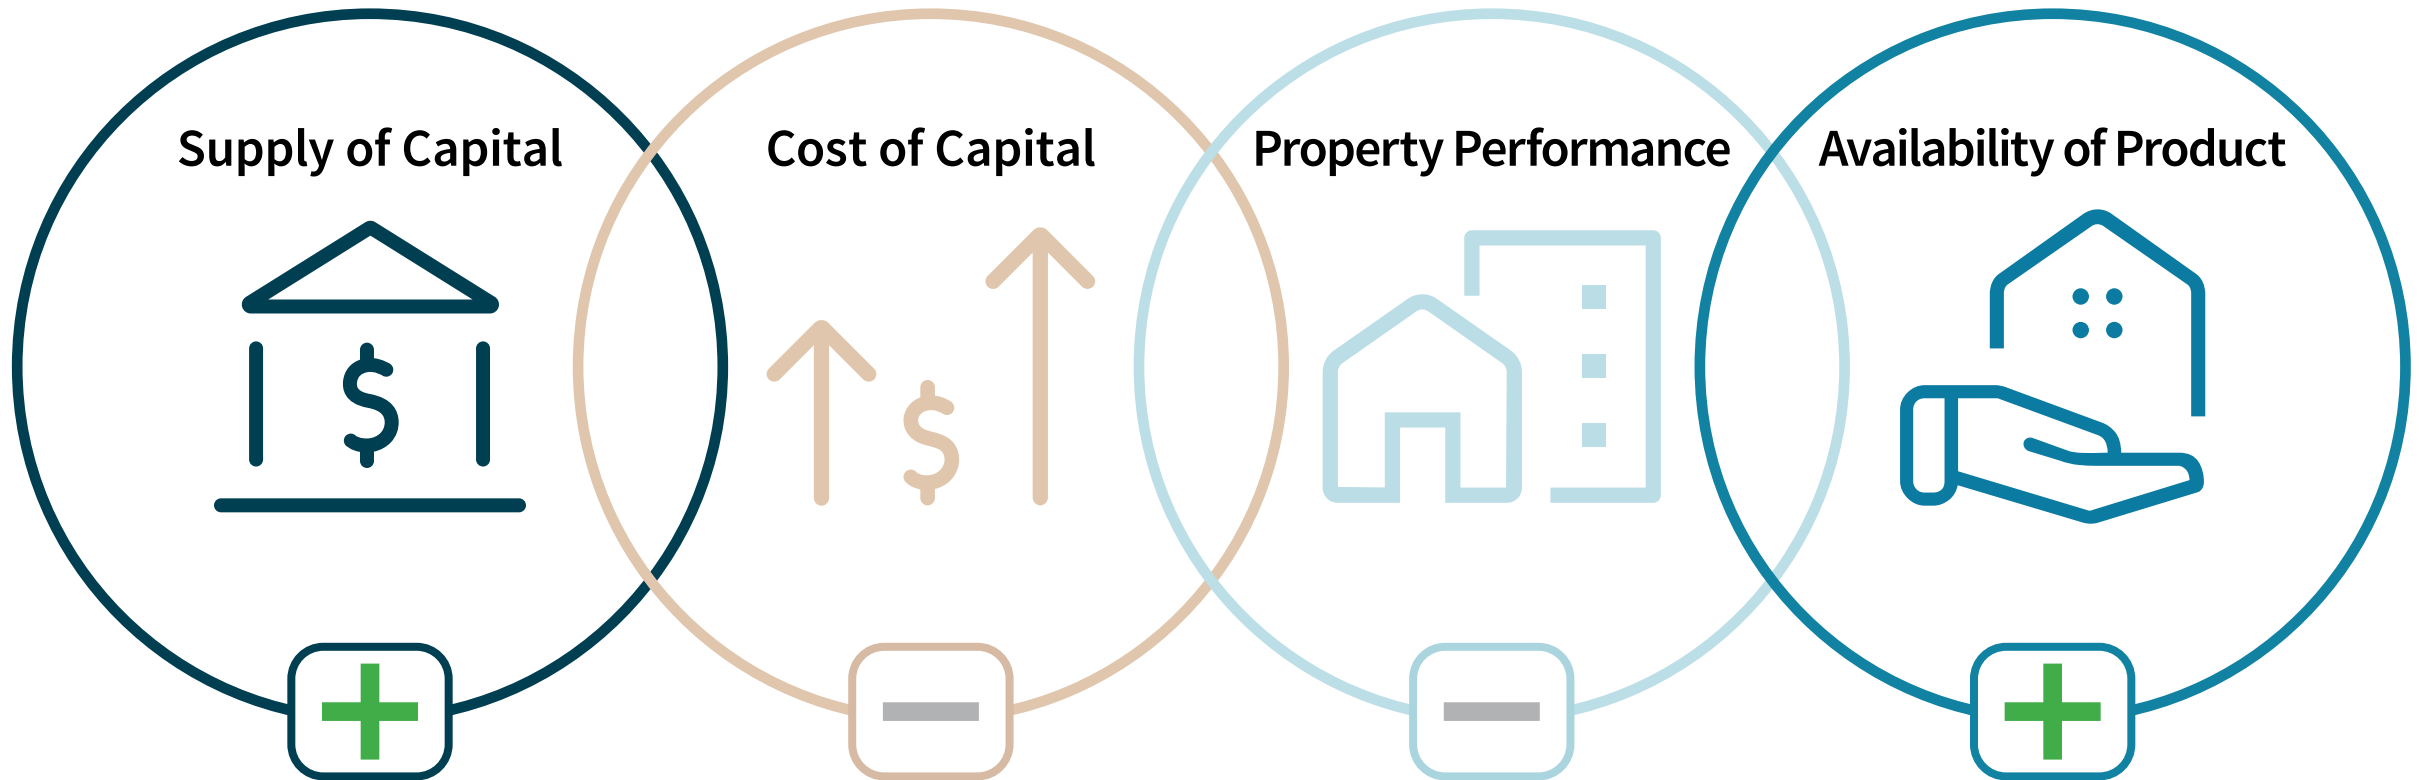 Supply of Capital
Cost of Capital
Property Performance
Availability of Product
$
$